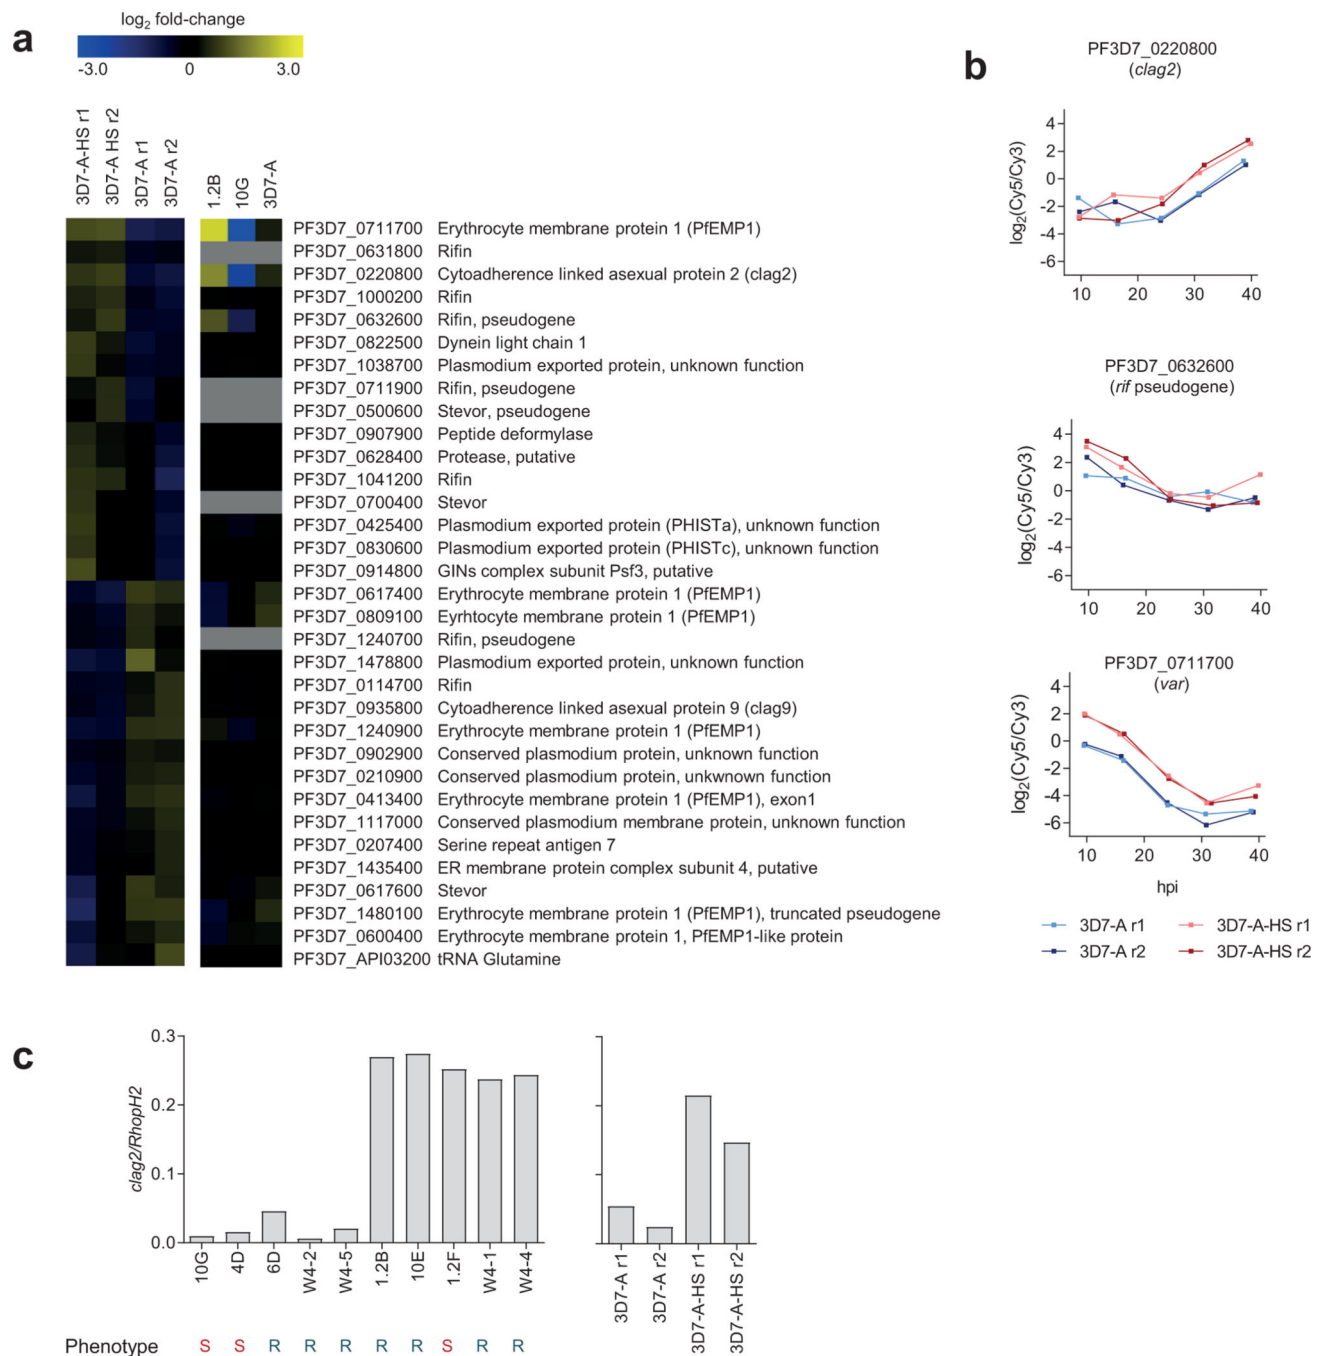 a
log2 fold-change
-3.0 0 3.0
3D7-A-HS r1
3D7-A HS r2
3D7-A r1
3D7-A r2
1.2B
10G
3D7-A
PF3D7_0711700 Erythrocyte membrane protein 1 (PfEMP1)
PF3D7_0631800 Rifin
PF3D7_0220800 Cytoadherence linked asexual protein 2 (clag2)
PF3D7_1000200 Rifin
PF3D7_0632600 Rifin, pseudogene
PF3D7_0822500 Dynein light chain 1
PF3D7_1038700 Plasmodium exported protein, unknown function
PF3D7_0711900 Rifin, pseudogene
PF3D7_0500600 Stevor, pseudogene
PF3D7_0907900 Peptide deformylase
PF3D7_0628400 Protease, putative
PF3D7_1041200 Rifin
PF3D7_0700400 Stevor
PF3D7_0425400 Plasmodium exported protein (PHISTa), unknown function
PF3D7_0830600 Plasmodium exported protein (PHISTc), unknown function
PF3D7_0914800 GINs complex subunit Psf3, putative
PF3D7_0617400 Erythrocyte membrane protein 1 (PfEMP1)
PF3D7_0809100 Eyrhtocyte membrane protein 1 (PfEMP1)
PF3D7_1240700 Rifin, pseudogene
PF3D7_1478800 Plasmodium exported protein, unknown function
PF3D7_0114700 Rifin
PF3D7_0935800 Cytoadherence linked asexual protein 9 (clag9)
PF3D7_1240900 Erythrocyte membrane protein 1 (PfEMP1)
PF3D7_0902900 Conserved plasmodium protein, unknown function
PF3D7_0210900 Conserved plasmodium protein, unkwnown function
PF3D7_0413400 Erythrocyte membrane protein 1 (PfEMP1), exon1
PF3D7_1117000 Conserved plasmodium membrane protein, unknown function
PF3D7_0207400 Serine repeat antigen 7
PF3D7_1435400 ER membrane protein complex subunit 4, putative
PF3D7_0617600 Stevor
PF3D7_1480100 Erythrocyte membrane protein 1 (PfEMP1), truncated pseudogene
PF3D7_0600400 Erythrocyte membrane protein 1, PfEMP1-like protein
PF3D7_API03200 tRNA Glutamine
b
PF3D7_0220800
(clag2)
log2(Cy5/Cy3)
4
2
0
-2
-4
-6
10 20 30 40
PF3D7_0632600
(rif pseudogene)
log2(Cy5/Cy3)
4
2
0
-2
-4
-6
10 20 30 40
PF3D7_0711700
(var)
log2(Cy5/Cy3)
4
2
0
-2
-4
-6
10 20 30 40
hpi
3D7-A r1 3D7-A-HS r1
3D7-A r2 3D7-A-HS r2
c
clag2/RhopH2
0.3
0.2
0.1
0.0
10G
4D
6D
W4-2
W4-5
1.2B
10E
1.2F
W4-1
W4-4
3D7-A r1
3D7-A r2
3D7-A-HS r1
3D7-A-HS r2
Phenotype S S R R R R R S R R